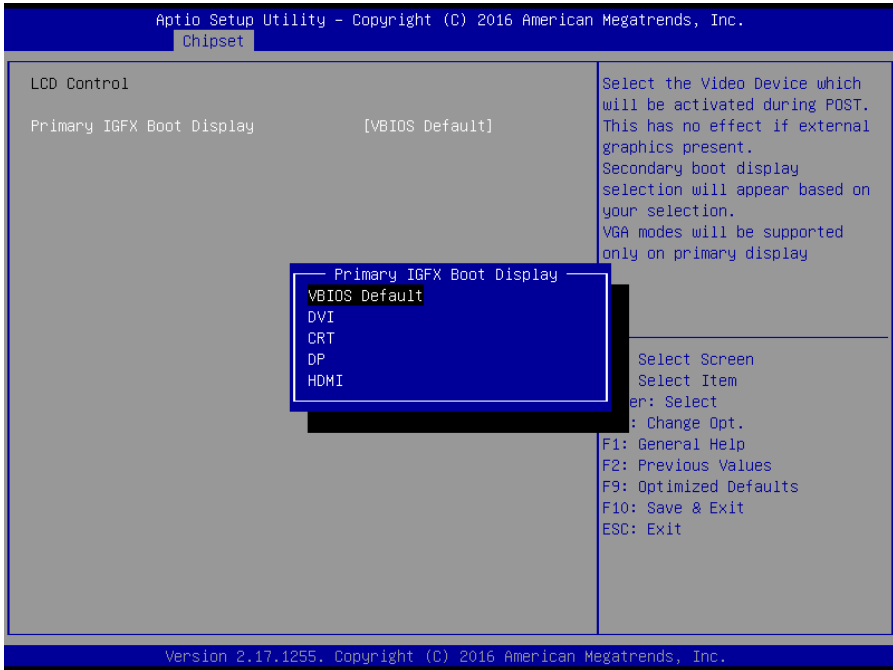 Aptio Setup Utility – Copyright (C) 2016 American Megatrends, Inc.
Chipset
LCD Control
Primary IGFX Boot Display [VBIOS Default]
Select the Video Device which
will be activated during POST.
This has no effect if external
graphics present.
Secondary boot display
selection will appear based on
your selection.
VGA modes will be supported
only on primary display
Primary IGFX Boot Display
VBIOS Default
DVI
CRT
DP
HDMI
Select Screen
Select Item
er: Select
: Change Opt.
F1: General Help
F2: Previous Values
F9: Optimized Defaults
F10: Save & Exit
ESC: Exit
Version 2.17.1255. Copyright (C) 2016 American Megatrends, Inc.